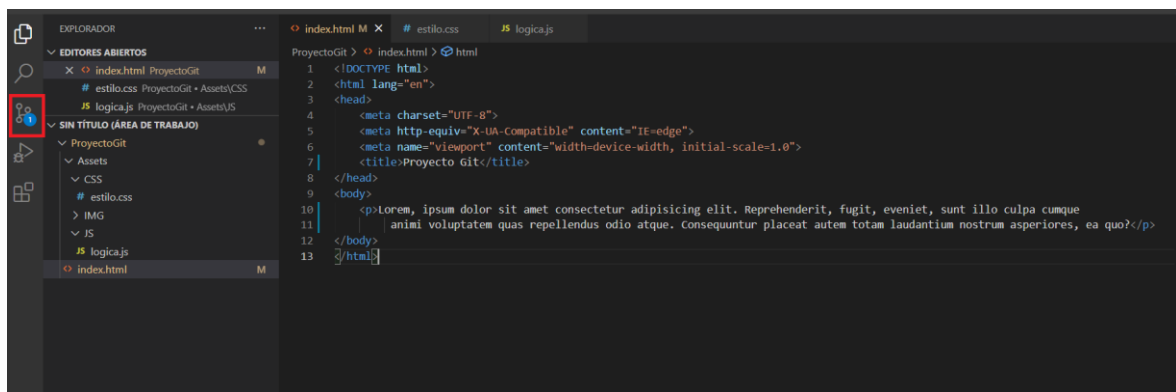 EXPLORADOR ...
EDITORES ABIERTOS
index.html ProyectoGit M
# estilo.css ProyectoGit • Assets\CSS
JS logica.js ProyectoGit • Assets\JS
1
SIN TÍTULO (ÁREA DE TRABAJO)
ProyectoGit
Assets
CSS
# estilo.css
IMG
JS
JS logica.js
index.html M
index.html M # estilo.css JS logica.js
ProyectoGit > index.html > html
1 <!DOCTYPE html>
2 <html lang="en">
3 <head>
4 <meta charset="UTF-8">
5 <meta http-equiv="X-UA-Compatible" content="IE=edge">
6 <meta name="viewport" content="width=device-width, initial-scale=1.0">
7 <title>Proyecto Git</title>
8 </head>
9 <body>
10 <p>Lorem, ipsum dolor sit amet consectetur adipisicing elit. Reprehenderit, fugit, eveniet, sunt illo culpa cumque
11 animi voluptatem quas repellendus odio atque. Consequuntur placeat autem totam laudantium nostrum asperiores, ea quo?</p>
12 </body>
13 </html>